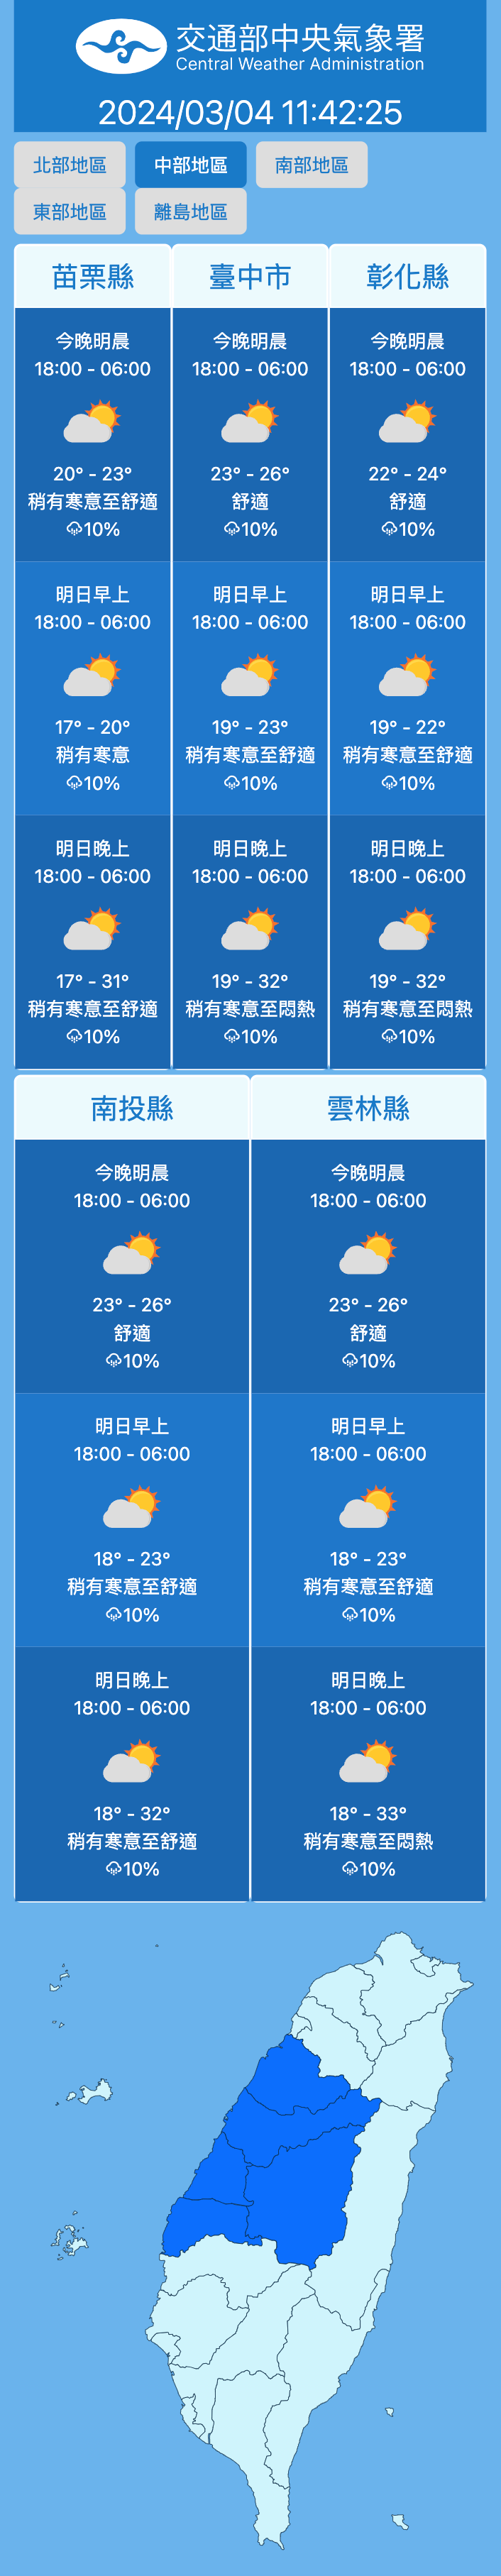 交通部中央氣象署
Central Weather Administration
2024/03/04 11:42:25
北部地區 中部地區 南部地區
東部地區 離島地區
苗栗縣 臺中市 彰化縣
今晚明晨 今晚明晨 今晚明晨
18:00 - 06:00 18:00 - 06:00 18:00 - 06:00
20° - 23° 23° - 26° 22° - 24°
稍有寒意至舒適 舒適 舒適
10% 10% 10%
明日早上 明日早上 明日早上
18:00 - 06:00 18:00 - 06:00 18:00 - 06:00
17° - 20° 19° - 23° 19° - 22°
稍有寒意 稍有寒意至舒適 稍有寒意至舒適
10% 10% 10%
明日晚上 明日晚上 明日晚上
18:00 - 06:00 18:00 - 06:00 18:00 - 06:00
17° - 31° 19° - 32° 19° - 32°
稍有寒意至舒適 稍有寒意至悶熱 稍有寒意至悶熱
10% 10% 10%
南投縣 雲林縣
今晚明晨 今晚明晨
18:00 - 06:00 18:00 - 06:00
23° - 26° 23° - 26°
舒適 舒適
10% 10%
明日早上 明日早上
18:00 - 06:00 18:00 - 06:00
18° - 23° 18° - 23°
稍有寒意至舒適 稍有寒意至舒適
10% 10%
明日晚上 明日晚上
18:00 - 06:00 18:00 - 06:00
18° - 32° 18° - 33°
稍有寒意至舒適 稍有寒意至悶熱
10% 10%